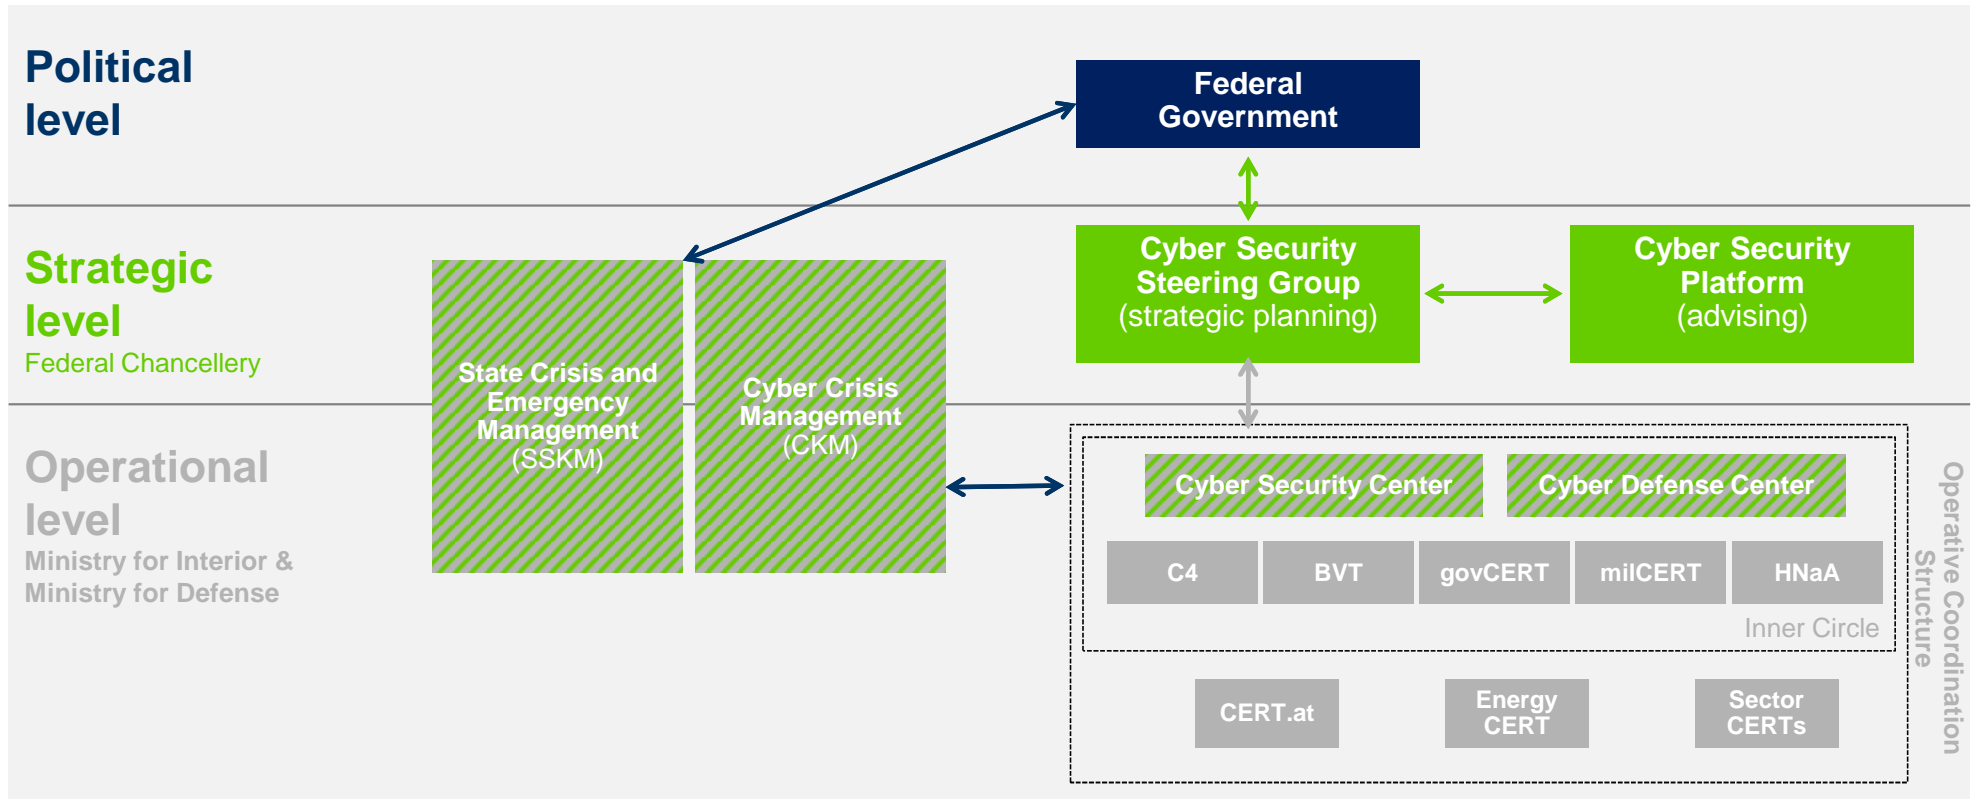 Political
level
Federal
Government
Strategic
level
Federal Chancellery
Cyber Security
Steering Group
(strategic planning)
Cyber Security
Platform
(advising)
State Crisis and
Emergency
Management
(SSKM)
Cyber Crisis
Management
(CKM)
Operational
level
Ministry for Interior &
Ministry for Defense
Cyber Security Center
Cyber Defense Center
C4
BVT
govCERT
milCERT
HNaA
Inner Circle
CERT.at
Energy
CERT
Sector
CERTs
Operative Coordination
Structure